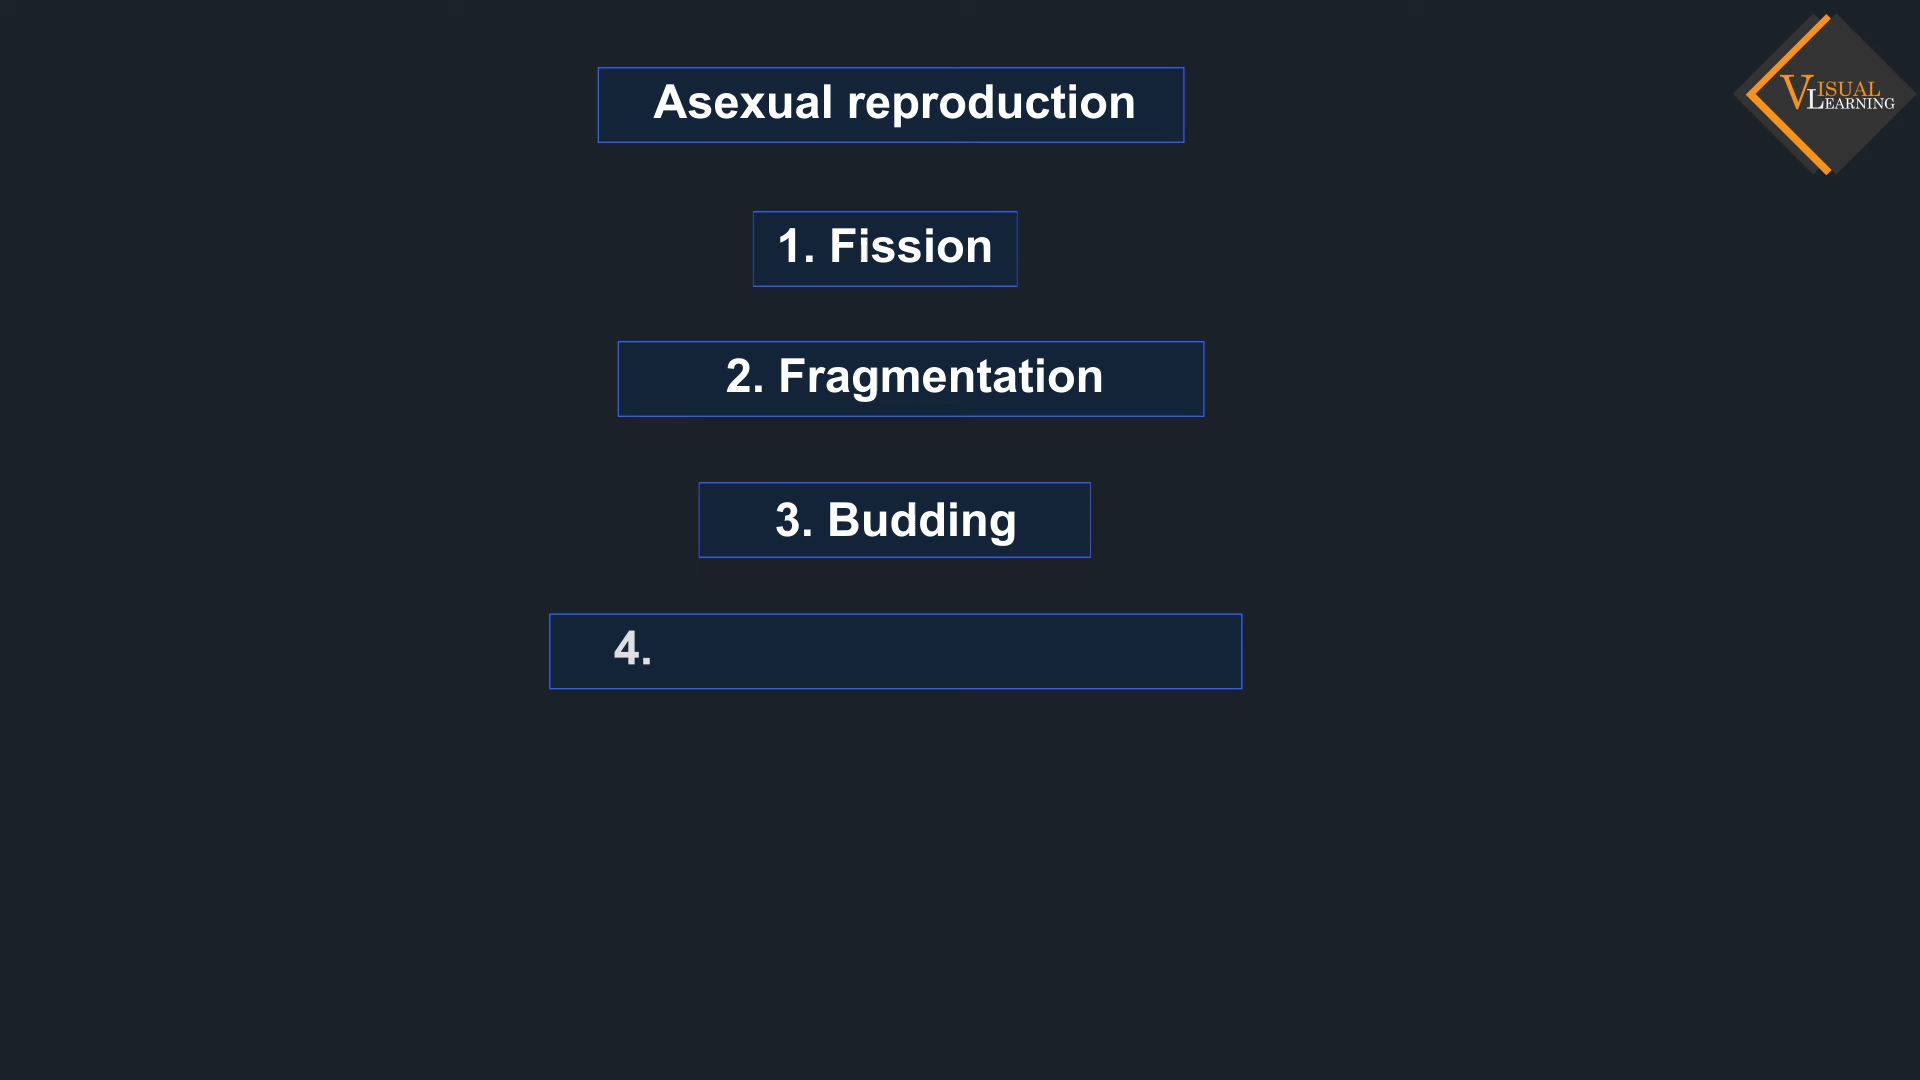 Asexual reproduction
VISUAL
LEARNING
1. Fission
2. Fragmentation
3. Budding
4.